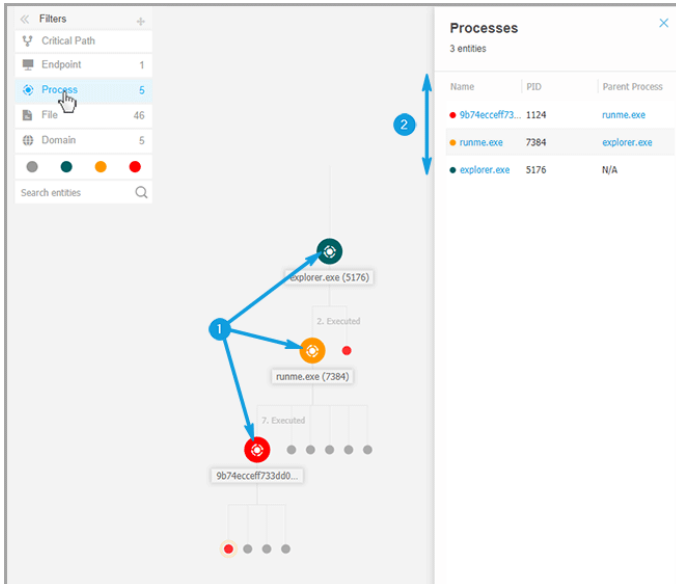 Filters
Critical Path
Endpoint 1
Process 5
File 46
Domain 5
Search entities
1
explorer.exe (5176)
2. Executed
runme.exe (7384)
7. Executed
9b74ecceff733dd0...
2
Processes
3 entities
Name PID Parent Process
9b74ecceff73... 1124 runme.exe
runme.exe 7384 explorer.exe
explorer.exe 5176 N/A